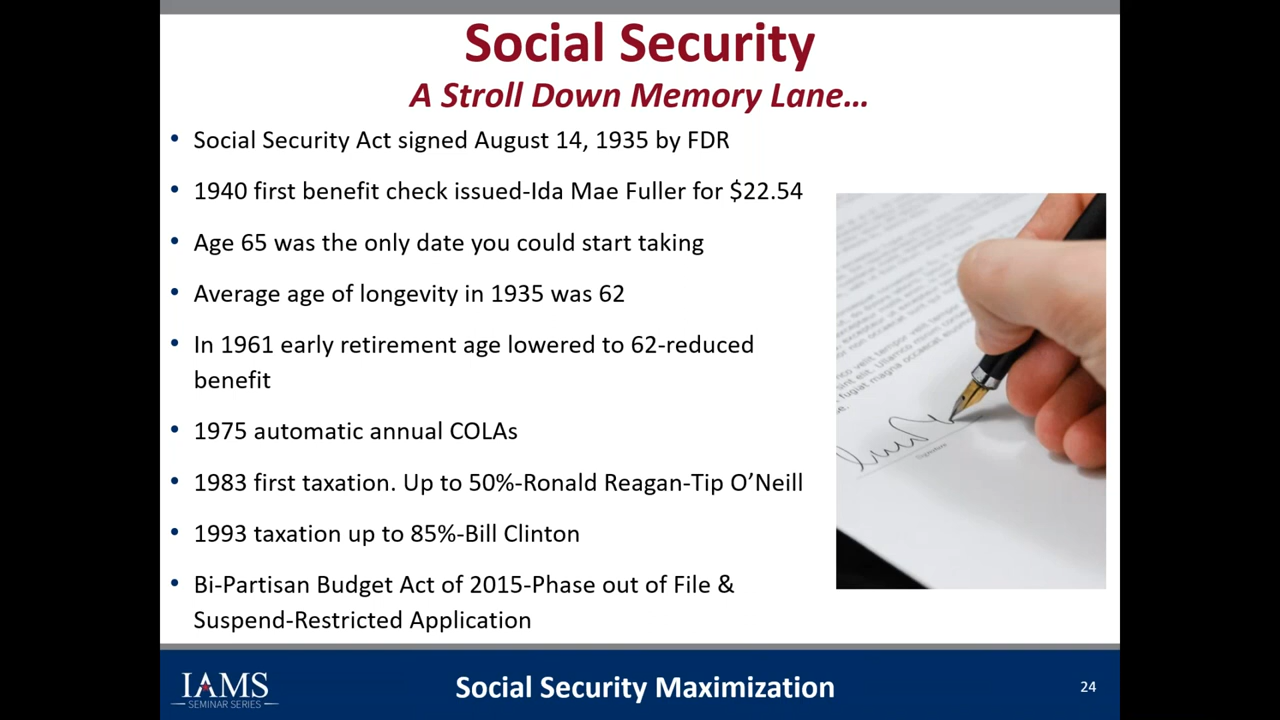 Social Security
A Stroll Down Memory Lane...
• Social Security Act signed August 14, 1935 by FDR
• 1940 first benefit check issued-Ida Mae Fuller for $22.54
• Age 65 was the only date you could start taking
• Average age of longevity in 1935 was 62
• In 1961 early retirement age lowered to 62-reduced
benefit
• 1975 automatic annual COLAs
• 1983 first taxation. Up to 50%-Ronald Reagan-Tip O’Neill
• 1993 taxation up to 85%-Bill Clinton
• Bi-Partisan Budget Act of 2015-Phase out of File &
Suspend-Restricted Application
IAMS
SEMINAR SERIES
Social Security Maximization
24